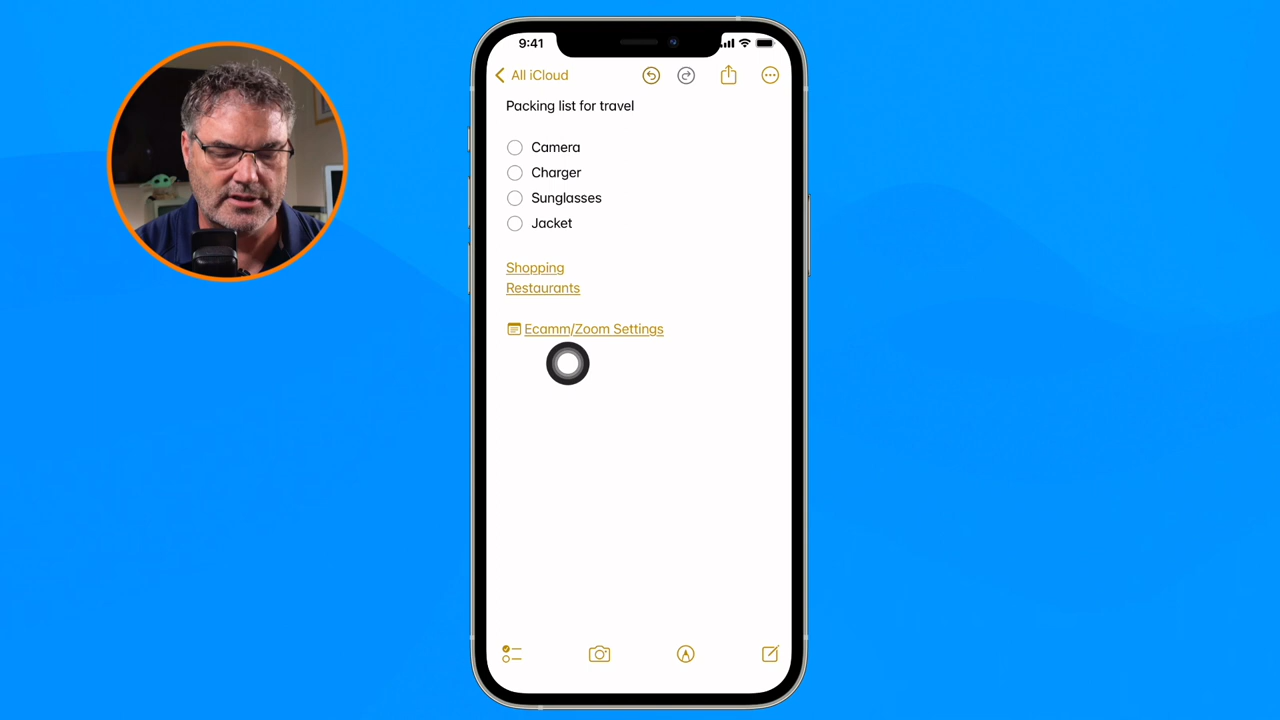 9:41
All iCloud
Packing list for travel
Camera
Charger
Sunglasses
Jacket
Shopping
Restaurants
Ecamm/Zoom Settings